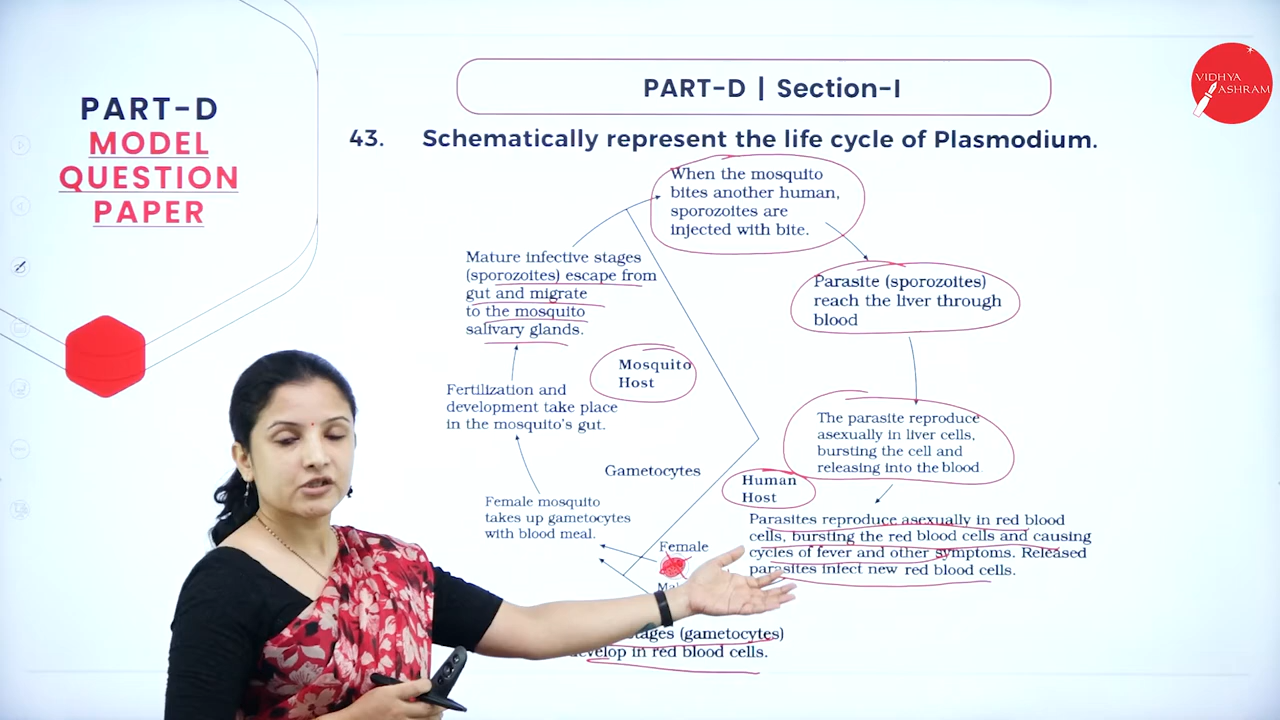 PART-D
MODEL
QUESTION
PAPER
PART-D | Section-I
VIDHYA
ASHRAM
43. Schematically represent the life cycle of Plasmodium.
When the mosquito
bites another human,
sporozoites are
injected with bite.
Parasite (sporozoites)
reach the liver through
blood
The parasite reproduce
asexually in liver cells,
bursting the cell and
releasing into the blood
Human
Host
Parasites reproduce asexually in red blood
cells, bursting the red blood cells and causing
cycles of fever and other symptoms. Released
parasites infect new red blood cells.
Mature infective stages
(sporozoites) escape from
gut and migrate
to the mosquito
salivary glands.
Mosquito
Host
Fertilization and
development take place
in the mosquito's gut.
Gametocytes
Female mosquito
takes up gametocytes
with blood meal.
Female
(gametocytes)
in red blood cells.